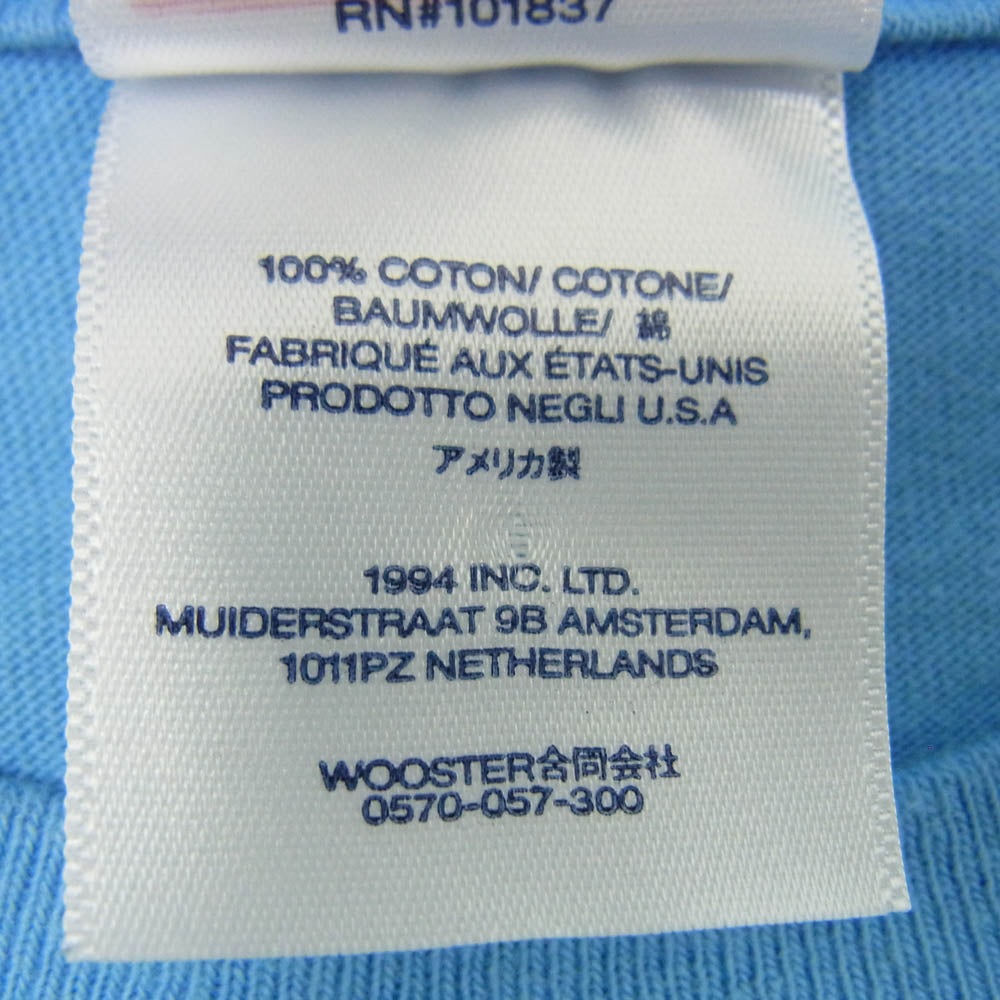 RN#101837
100% COTON/ COTONE/
BAUMWOLLE/ 綿
FABRIQUÉ AUX ÉTATS-UNIS
PRODOTTO NEGLI U.S.A
アメリカ製
1994 INC. LTD.
MUIDERSTRAAT 9B AMSTERDAM,
1011PZ NETHERLANDS
WOOSTER合同会社
0570-057-300